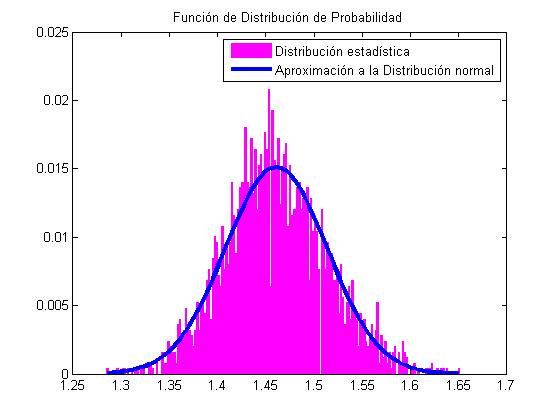 Función de Distribución de Probabilidad
Distribución estadística
Aproximación a la Distribución normal
0.025
0.02
0.015
0.01
0.005
0
1.25 1.3 1.35 1.4 1.45 1.5 1.55 1.6 1.65 1.7